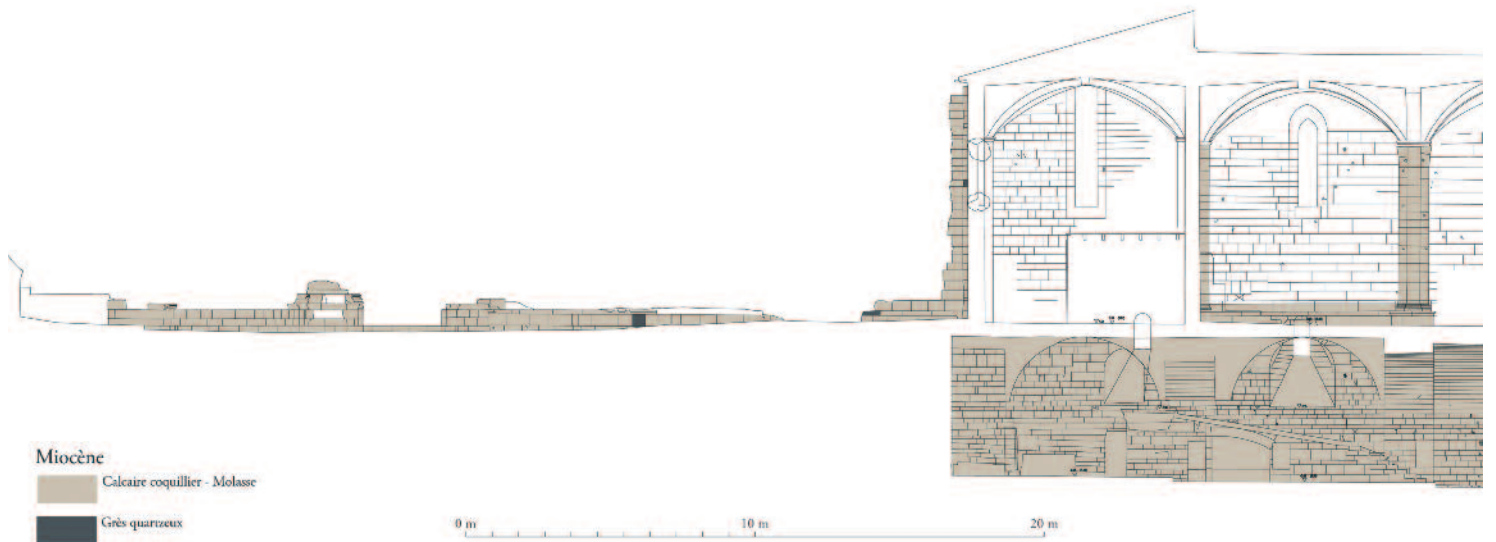 Miocène
Calcaire coquillier - Molasse
Grès quartzeux
0 m
10 m
20 m